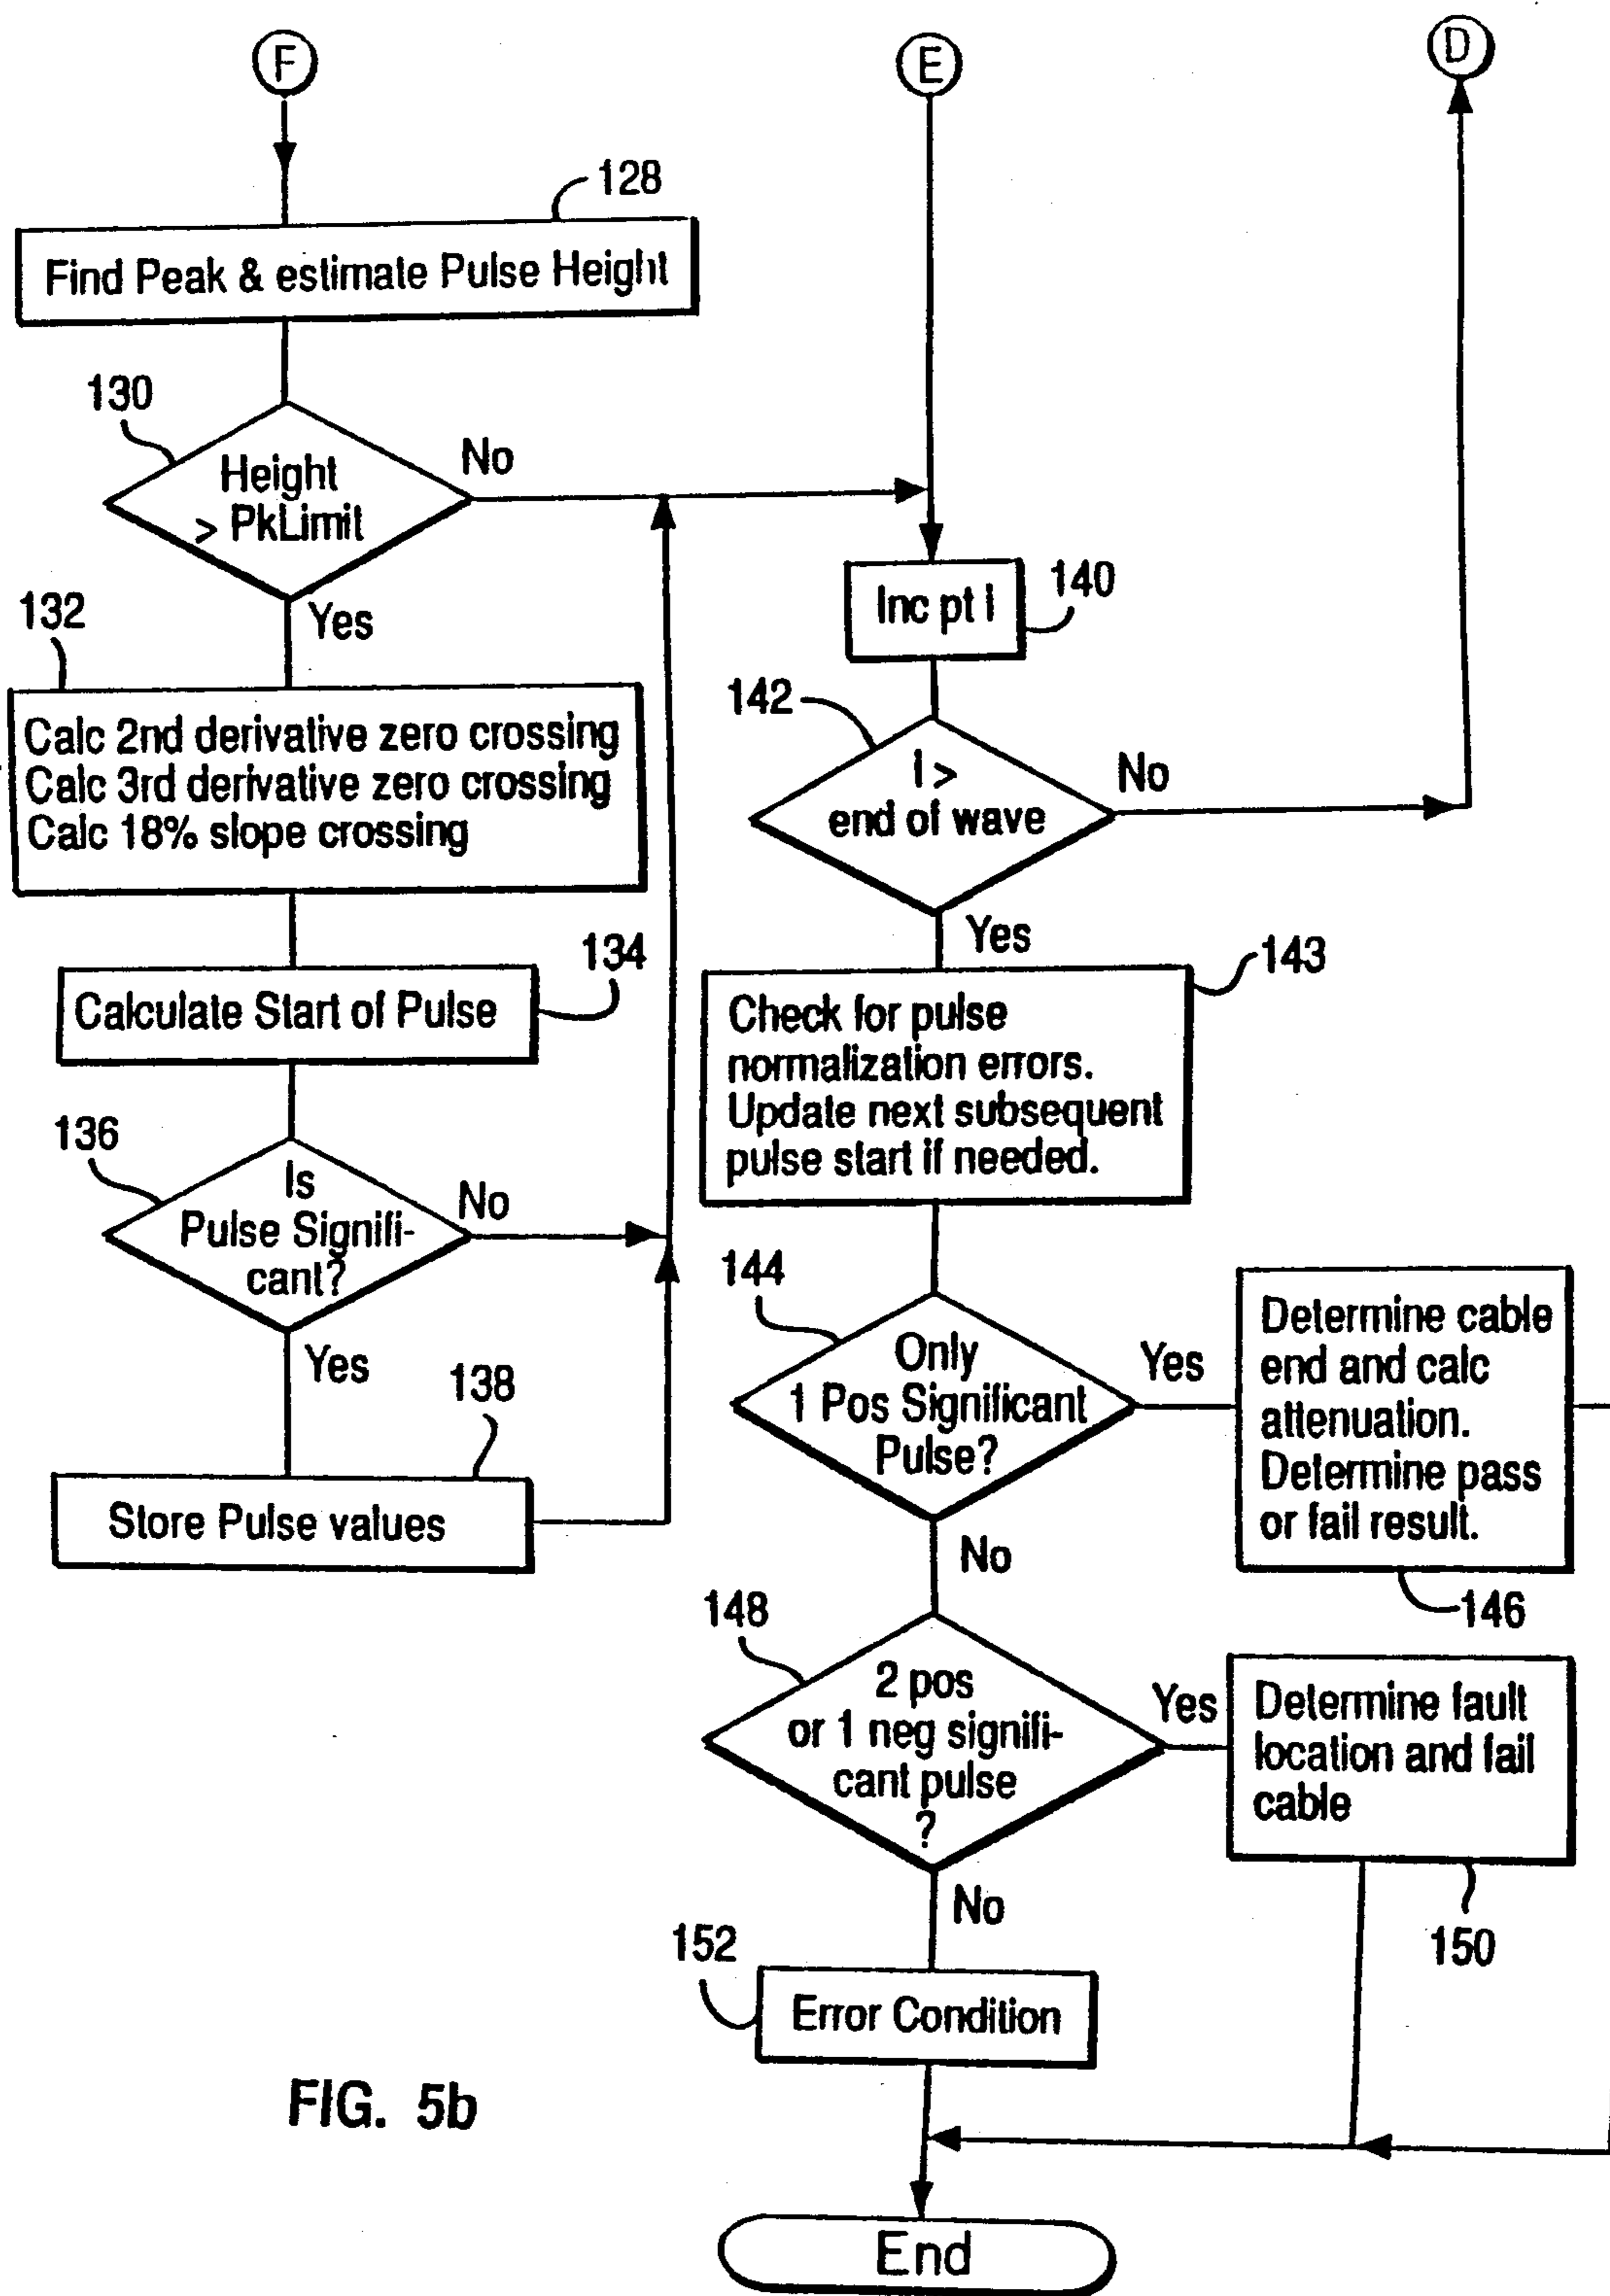 F
E
D
128
Find Peak & estimate Pulse Height
130
Height
> PkLimit
No
Yes
132
Calc 2nd derivative zero crossing
Calc 3rd derivative zero crossing
Calc 18% slope crossing
134
Calculate Start of Pulse
136
Is
Pulse Signifi-
cant?
No
Yes
138
Store Pulse values
Inc pt I
140
142
I >
end of wave
No
Yes
143
Check for pulse
normalization errors.
Update next subsequent
pulse start if needed.
144
Only
1 Pos Significant
Pulse?
Yes
No
Determine cable
end and calc
attenuation.
Determine pass
or fail result.
146
148
2 pos
or 1 neg signifi-
cant pulse
?
Yes
No
Determine fault
location and fail
cable
150
152
Error Condition
End
FIG. 5b